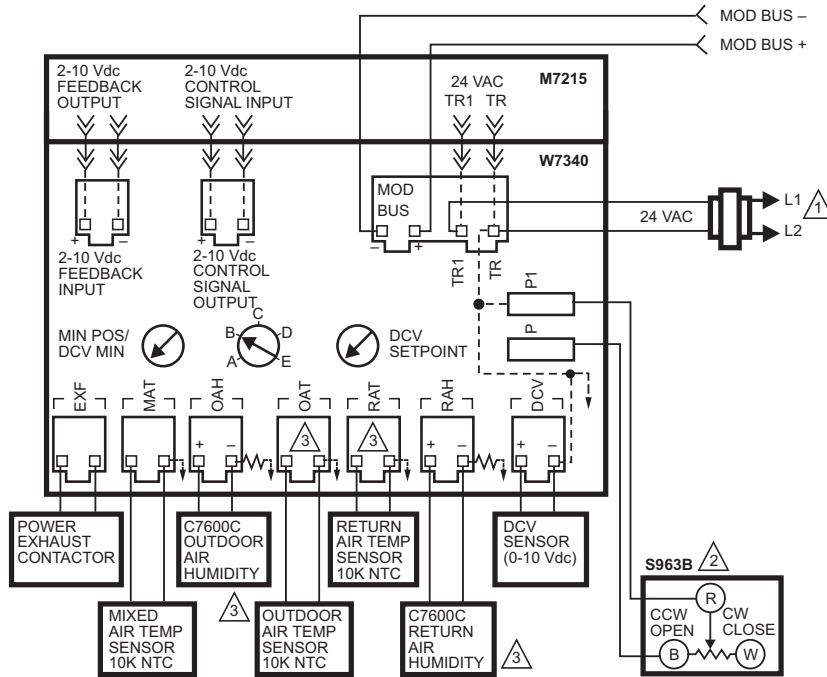 MOD BUS –
MOD BUS +
2-10 Vdc
FEEDBACK
OUTPUT
2-10 Vdc
CONTROL
SIGNAL INPUT
24 VAC
TR1 TR
M7215
W7340
MOD
BUS
– +
TR1
TR
24 VAC
L1
1
L2
+ –
2-10 Vdc
FEEDBACK
INPUT
+ –
2-10 Vdc
CONTROL
SIGNAL
OUTPUT
P1
P
MIN POS/
DCV MIN
A
B
C
D
E
DCV
SETPOINT
EXF
MAT
OAH
OAT
RAT
RAH
DCV
+ –
3
3
+ –
+ –
POWER
EXHAUST
CONTACTOR
C7600C
OUTDOOR
AIR
HUMIDITY
3
RETURN
AIR TEMP
SENSOR
10K NTC
DCV
SENSOR
(0-10 Vdc)
MIXED
AIR TEMP
SENSOR
10K NTC
OUTDOOR
AIR TEMP
SENSOR
10K NTC
C7600C
RETURN
AIR
HUMIDITY
3
S963B
2
R
CCW
OPEN
CW
CLOSE
B
W